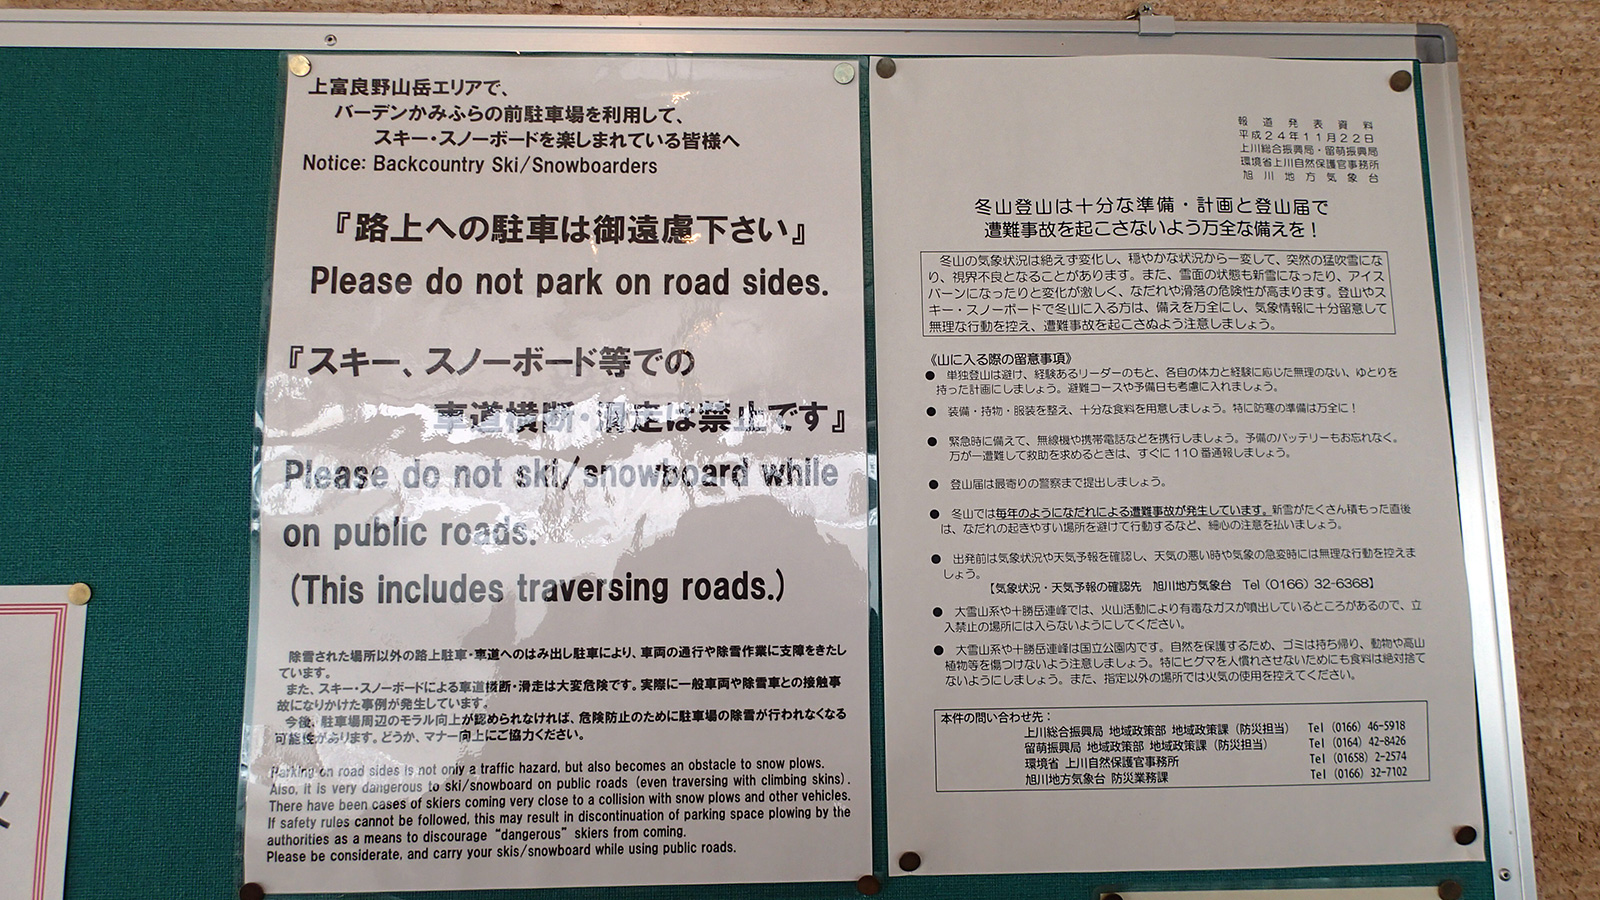 上富良野山岳エリアで、
バーデンかみふらの前駐車場を利用して、
スキー・スノーボードを楽しまれている皆様へ
Notice: Backcountry Ski/Snowboarders
『路上への駐車は御遠慮下さい』
Please do not park on road sides.
『スキー、スノーボード等での
車道横断・滑走は禁止です』
Please do not ski/snowboard while
on public roads.
(This includes traversing roads.)
除雪された場所以外の路上駐車・車道へのはみ出し駐車により、車両の通行や除雪作業に支障をきたし
ています。
また、スキー・スノーボードによる車道横断・滑走は大変危険です。実際に一般車両や除雪車との接触事
故になりかけた事例が発生しています。
今後、駐車場周辺のモラル向上が認められなければ、危険防止のために駐車場の除雪が行われなくなる
可能性があります。どうか、マナー向上にご協力ください。
Parking on road sides is not only a traffic hazard, but also becomes an obstacle to snow plows.
Also, it is very dangerous to ski/snowboard on public roads (even traversing with climbing skins).
There have been cases of skiers coming very close to a collision with snow plows and other vehicles.
If safety rules cannot be followed, this may result in discontinuation of parking space plowing by the
authorities as a means to discourage “dangerous” skiers from coming.
Please be considerate, and carry your skis/snowboard while using public roads.
報道発表資料
平成24年11月22日
上川総合振興局・留萌振興局
環境省上川自然保護官事務所
旭川地方気象台
冬山登山は十分な準備・計画と登山届で
遭難事故を起こさないよう万全な備えを！
冬山の気象状況は絶えず変化し、穏やかな状況から一変して、突然の猛吹雪にな
り、視界不良となることがあります。また、雪面の状態も新雪になったり、アイス
バーンになったりと変化が激しく、なだれや滑落の危険性が高まります。登山やス
キー・スノーボードで冬山に入る方は、備えを万全にし、気象情報に十分留意して
無理な行動を控え、遭難事故を起こさぬよう注意しましょう。
《山に入る際の留意事項》
● 単独登山は避け、経験あるリーダーのもと、各自の体力と経験に応じた無理のない、ゆとりを
持った計画にしましょう。避難コースや予備日も考慮に入れましょう。
● 装備・持物・服装を整え、十分な食料を用意しましょう。特に防寒の準備は万全に！
● 緊急時に備えて、無線機や携帯電話などを携行しましょう。予備のバッテリーもお忘れなく。
万が一遭難して救助を求めるときは、すぐに110番通報しましょう。
● 登山届は最寄りの警察まで提出しましょう。
● 冬山では毎年のようになだれによる遭難事故が発生しています。新雪がたくさん積もった直後
は、なだれの起きやすい場所を避けて行動するなど、細心の注意を払いましょう。
● 出発前は気象状況や天気予報を確認し、天気の悪い時や気象の急変時には無理な行動を控えま
しょう。
【気象状況・天気予報の確認先 旭川地方気象台 Tel（0166）32-6368】
● 大雪山系や十勝岳連峰では、火山活動により有毒なガスが噴出しているところがあるので、立
入禁止の場所には入らないようにしてください。
● 大雪山系や十勝岳連峰は国立公園内です。自然を保護するため、ゴミは持ち帰り、動物や高山
植物等を傷つけないよう注意しましょう。特にヒグマを人慣れさせないためにも食料は絶対捨て
ないようにしましょう。また、指定以外の場所では火気の使用を控えてください。
本件の問い合わせ先：
上川総合振興局 地域政策部 地域政策課（防災担当） Tel（0166）46-5918
留萌振興局 地域政策部 地域政策課（防災担当） Tel（0164）42-8426
環境省 上川自然保護官事務所 Tel（01658）2-2574
旭川地方気象台 防災業務課 Tel（0166）32-7102